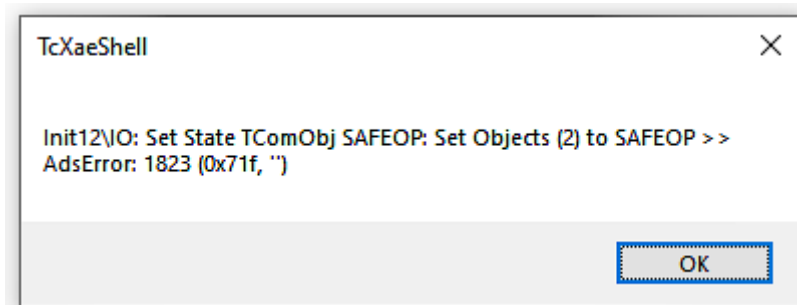 TcXaeShell
Init12\IO: Set State TComObj SAFEOP: Set Objects (2) to SAFEOP >>
AdsError: 1823 (0x71f, '')
OK